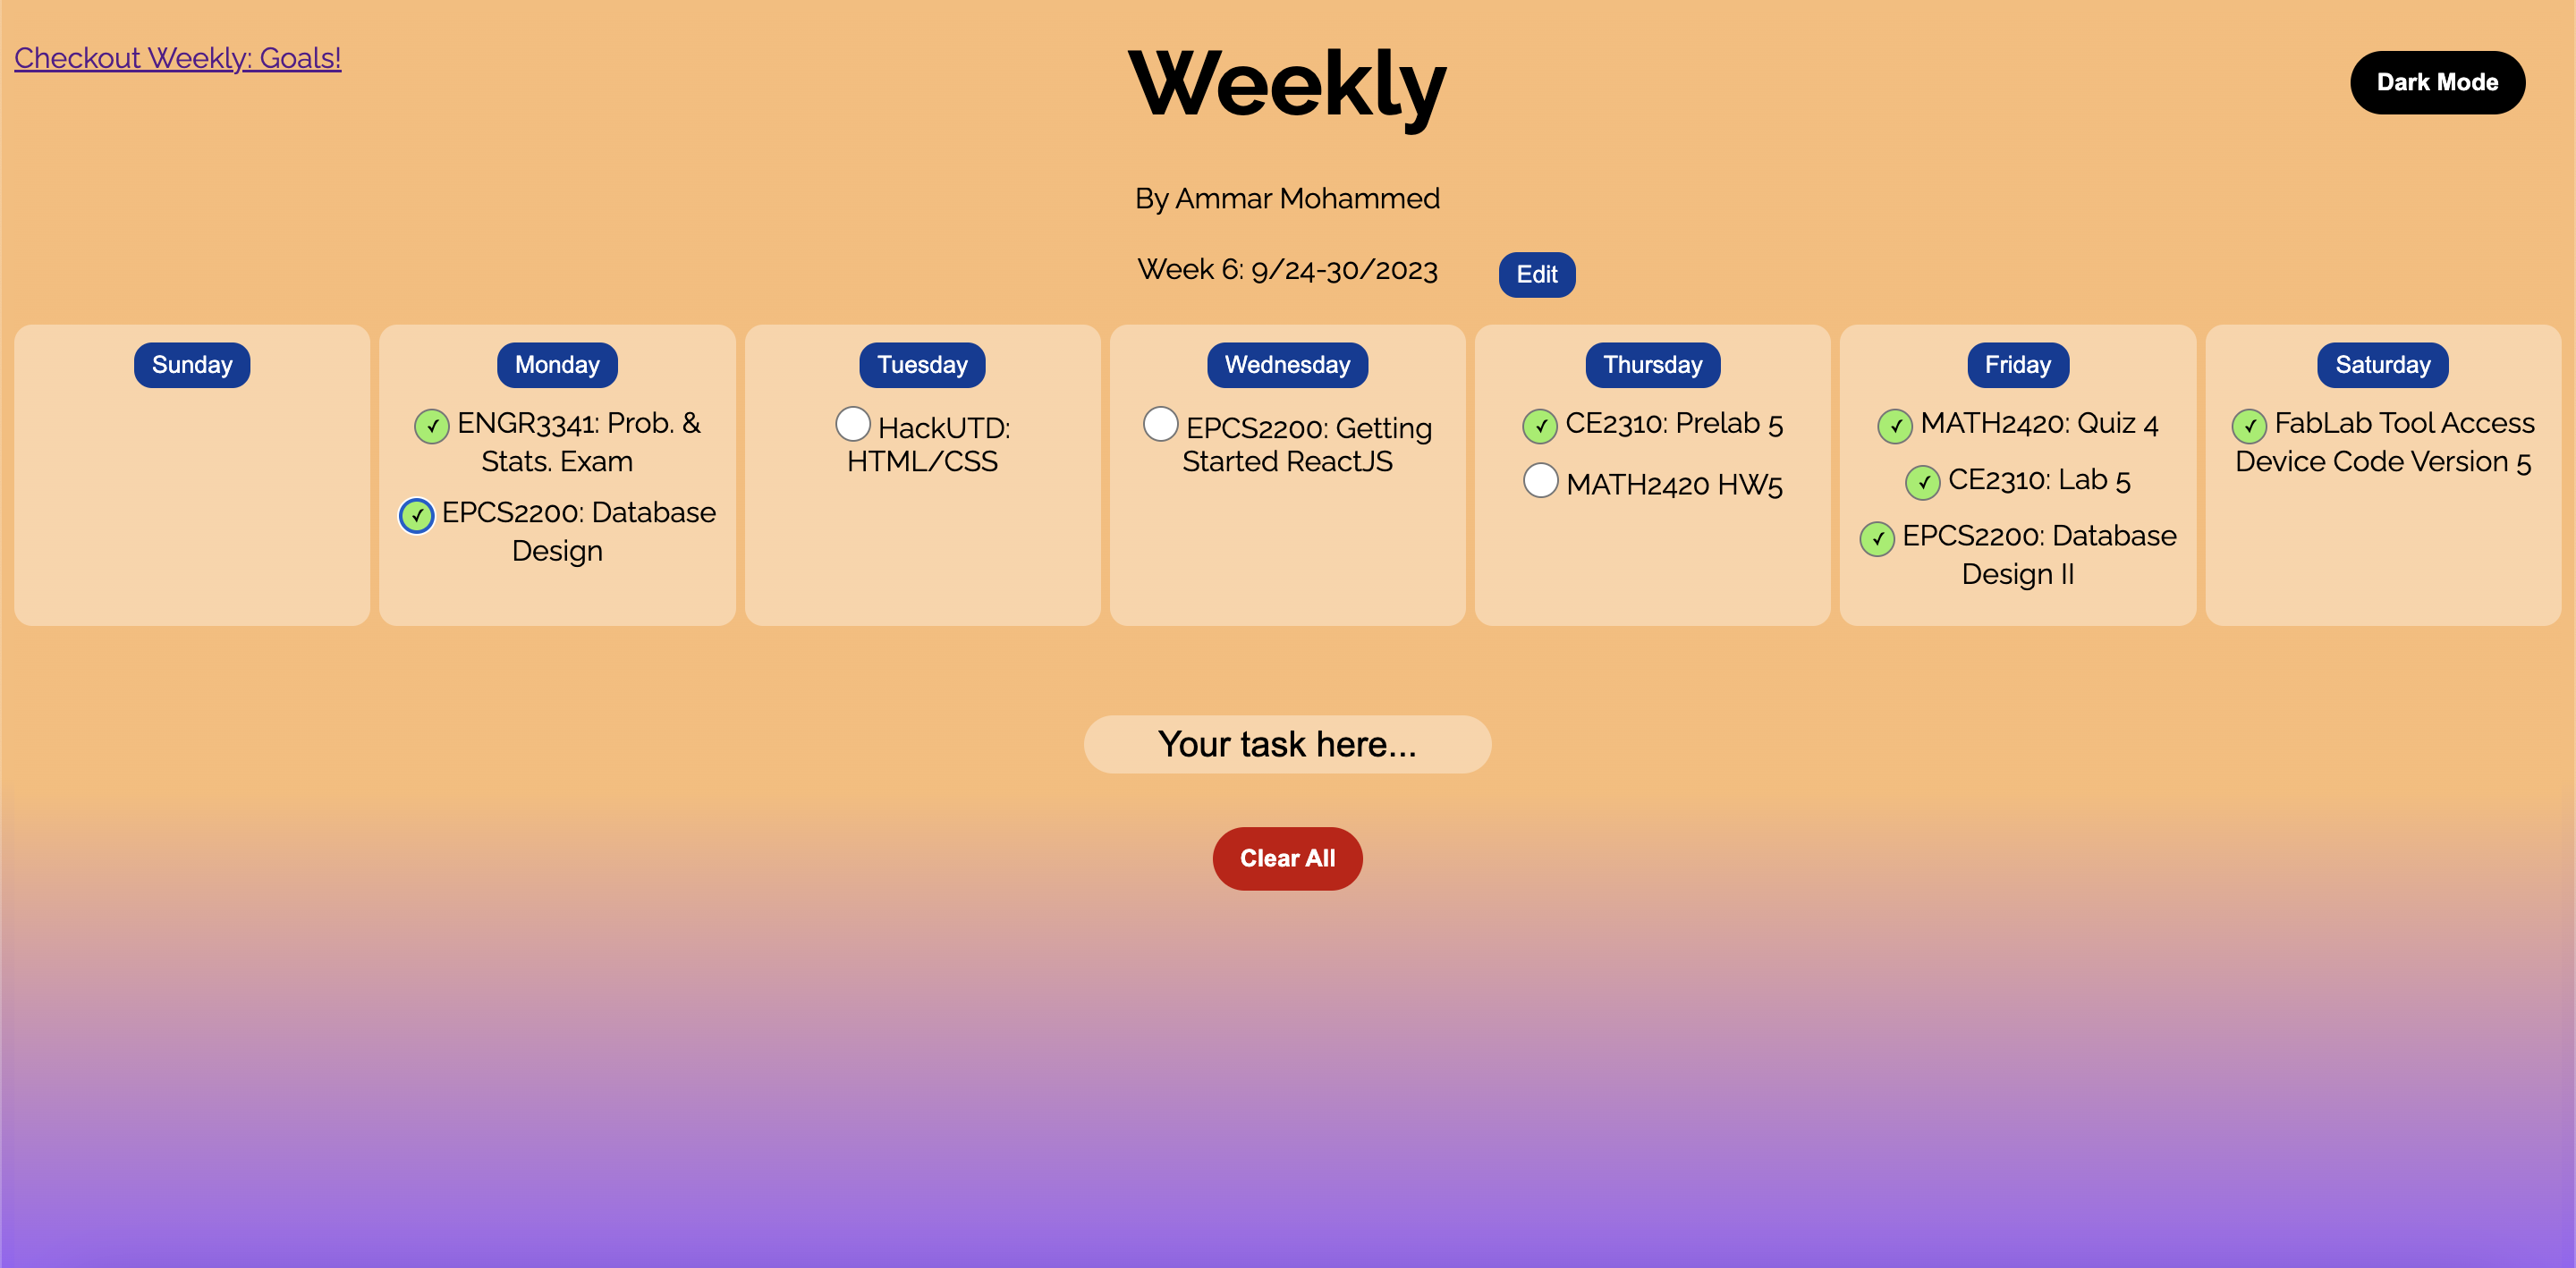 Checkout Weekly: Goals!
Weekly
Dark Mode
By Ammar Mohammed
Week 6: 9/24-30/2023
Edit
Sunday
Monday
ENGR3341: Prob. &
Stats. Exam
EPCS2200: Database
Design
Tuesday
HackUTD:
HTML/CSS
Wednesday
EPCS2200: Getting
Started ReactJS
Thursday
CE2310: Prelab 5
MATH2420 HW5
Friday
MATH2420: Quiz 4
CE2310: Lab 5
EPCS2200: Database
Design II
Saturday
FabLab Tool Access
Device Code Version 5
Your task here...
Clear All